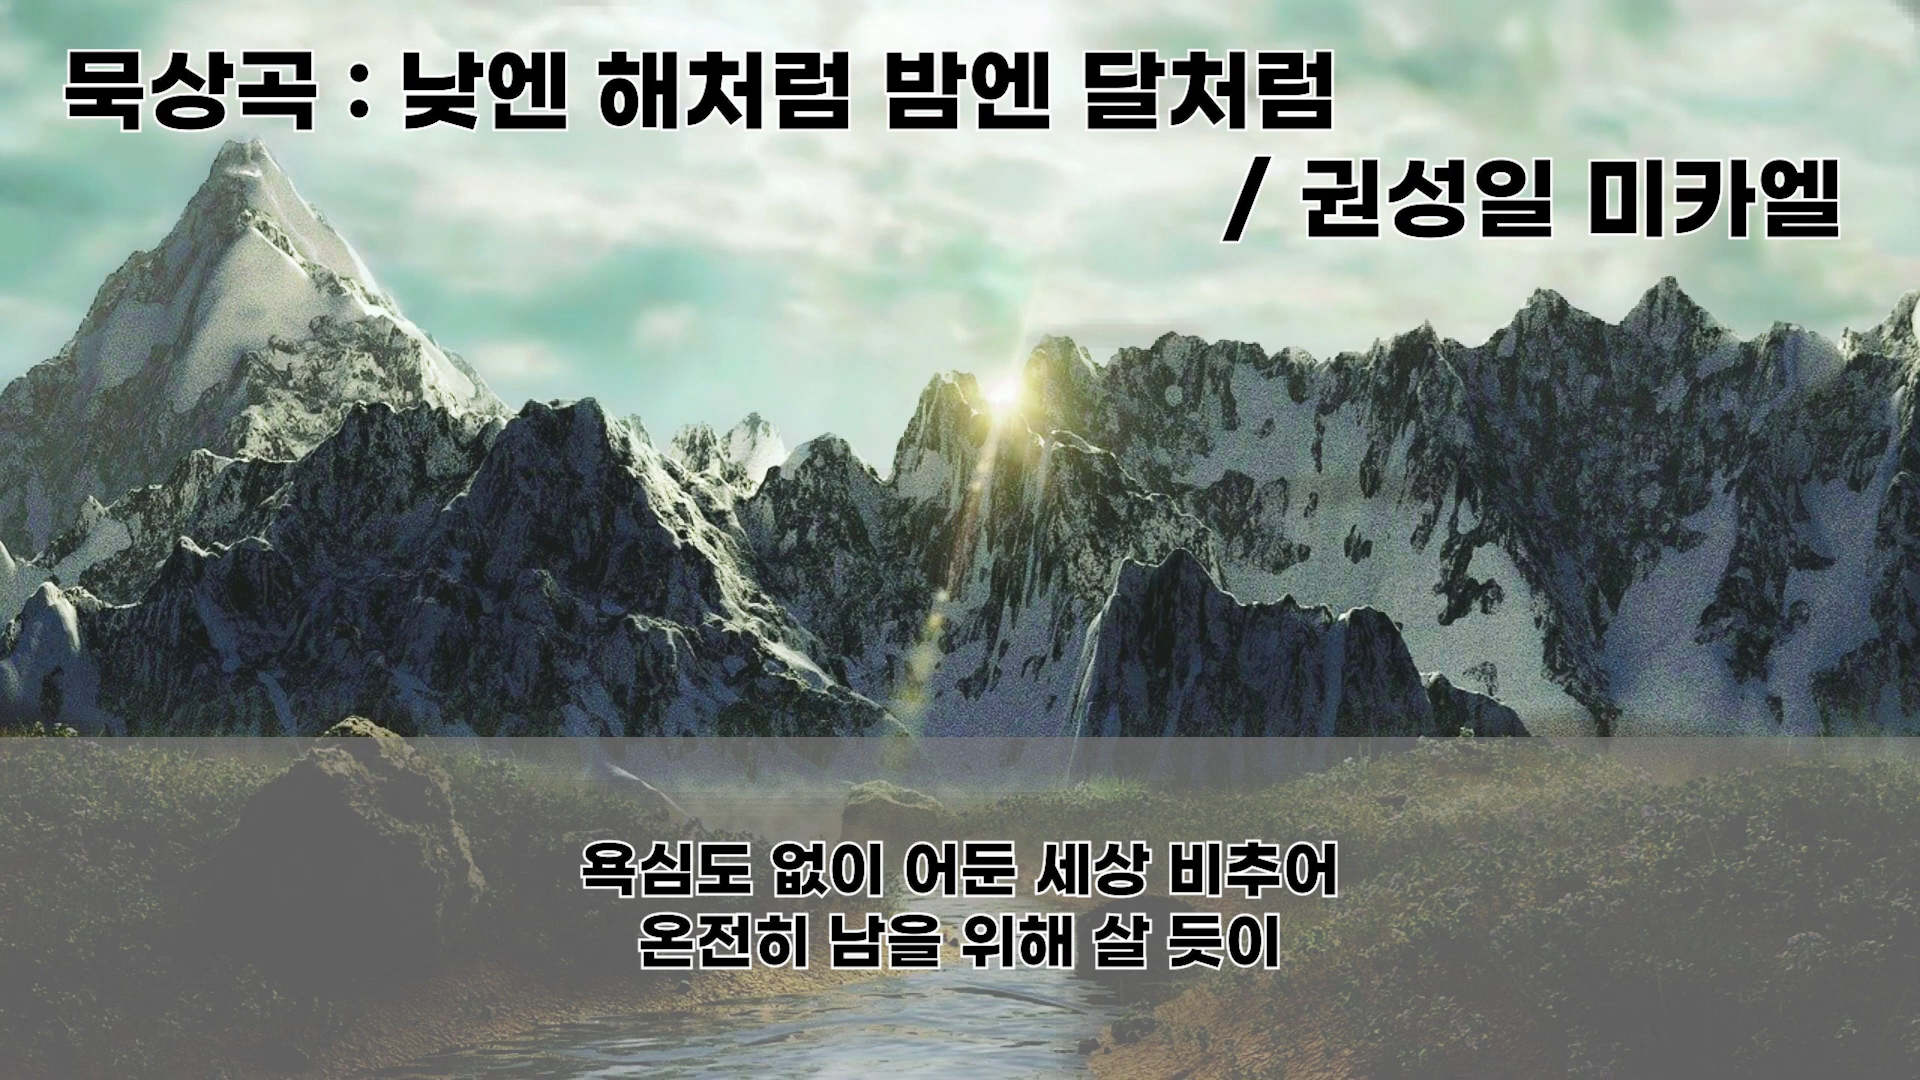 묵상곡 : 낮엔 해처럼 밤엔 달처럼
/ 권성일 미카엘
욕심도 없이 어둔 세상 비추어
온전히 남을 위해 살 듯이